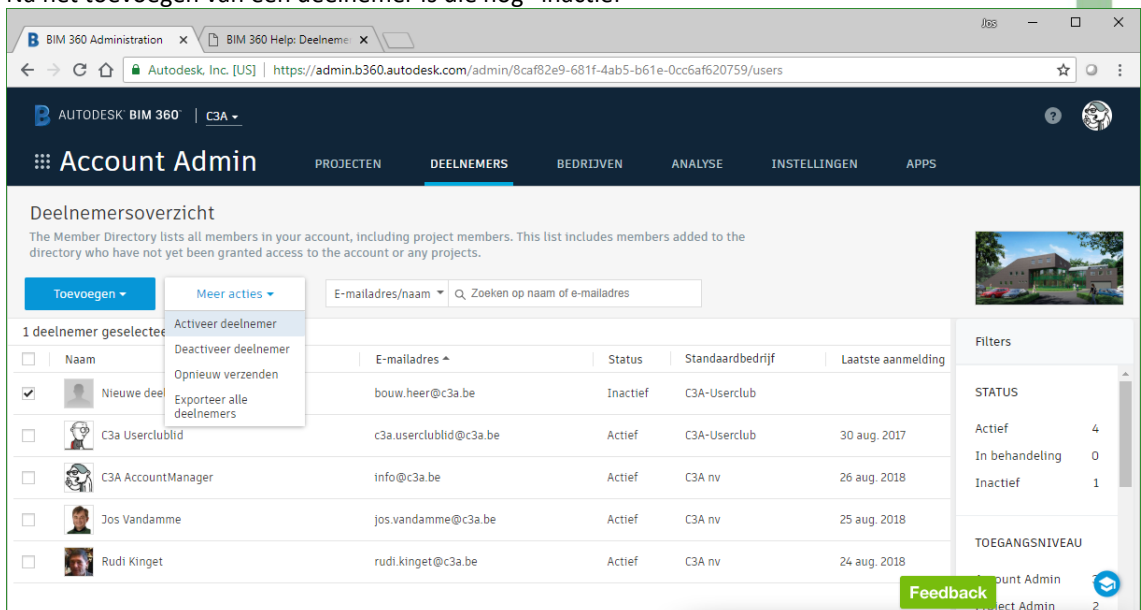 Na het toevoegen van een deelnemer is die nog "inactief"
Jos
BIM 360 Administration
BIM 360 Help: Deelneme
Autodesk, Inc. [US] | https://admin.b360.autodesk.com/admin/8caf82e9-681f-4ab5-b61e-0cc6af620759/users
AUTODESK® BIM 360® | C3A
Account Admin PROJECTEN DEELNEMERS BEDRIJVEN ANALYSE INSTELLINGEN APPS
Deelnemersoverzicht
The Member Directory lists all members in your account, including project members. This list includes members added to the
directory who have not yet been granted access to the account or any projects.
Toevoegen Meer acties E-mailadres/naam Zoeken op naam of e-mailadres
1 deelnemer geselectee
Activeer deelnemer
Deactiveer deelnemer
Opnieuw verzenden
Exporteer alle
deelnemers
Naam E-mailadres Status Standaardbedrijf Laatste aanmelding
Nieuwe deel bouw.heer@c3a.be Inactief C3A-Userclub
C3a Userclublid c3a.userclublid@c3a.be Actief C3A-Userclub 30 aug. 2017
C3A AccountManager info@c3a.be Actief C3A nv 26 aug. 2018
Jos Vandamme jos.vandamme@c3a.be Actief C3A nv 25 aug. 2018
Rudi Kinget rudi.kinget@c3a.be Actief C3A nv 24 aug. 2018
Filters
STATUS
Actief 4
In behandeling 0
Inactief 1
TOEGANGSNIVEAU
ount Admin
ject Admin 2
Feedback